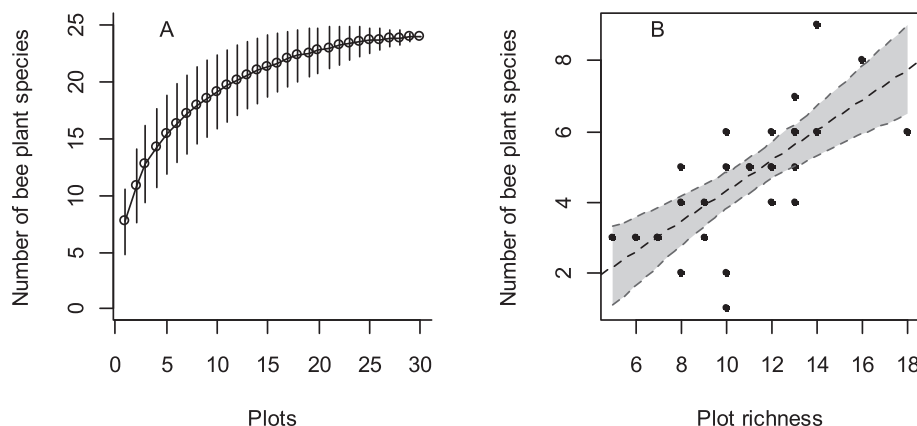 A
B
Number of bee plant species
25
20
15
10
5
0
0 5 10 15 20 25 30
Plots
Number of bee plant species
8
6
4
2
6 8 10 12 14 16 18
Plot richness